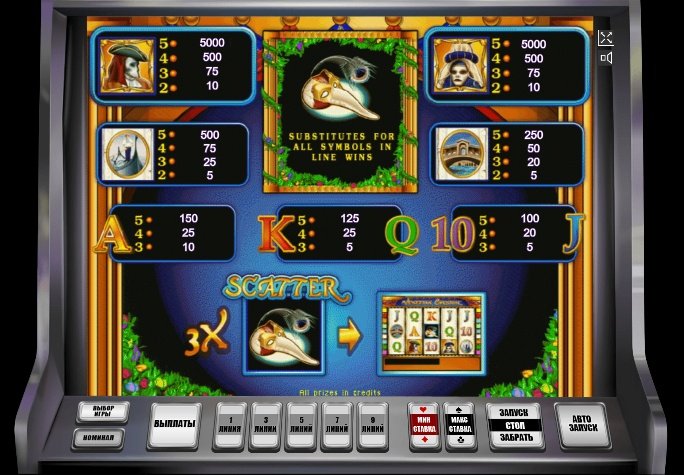 5 5000
4 500
3 75
2 10
SUBSTITUTES FOR
ALL SYMBOLS IN
LINE WINS
5 5000
4 500
3 75
2 10
5 500
4 75
3 25
2 5
5 250
4 50
3 20
2 5
A 5 150
4 25
3 10
K 5 125 Q
4 25
3 5
10 5 100 J
4 20
3 5
SCATTER
3X
All prizes in credits
ВЫБОР
ИГРЫ
НОМИНАЛ
ВЫПЛАТЫ
1
ЛИНИЯ
3
ЛИНИИ
5
ЛИНИЙ
7
ЛИНИЙ
9
ЛИНИЙ
МИН
СТАВКА
МАКС
СТАВКА
ЗАПУСК
СТОП
ЗАБРАТЬ
АВТО
ЗАПУСК